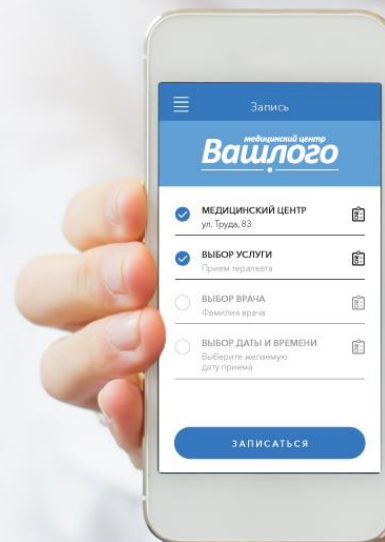 Запись
медицинский центр
Вашлого
МЕДИЦИНСКИЙ ЦЕНТР
ул. Труда, 83
ВЫБОР УСЛУГИ
Прием терапевта
ВЫБОР ВРАЧА
Фамилия врача
ВЫБОР ДАТЫ И ВРЕМЕНИ
Выберите желаемую
дату приема
ЗАПИСАТЬСЯ